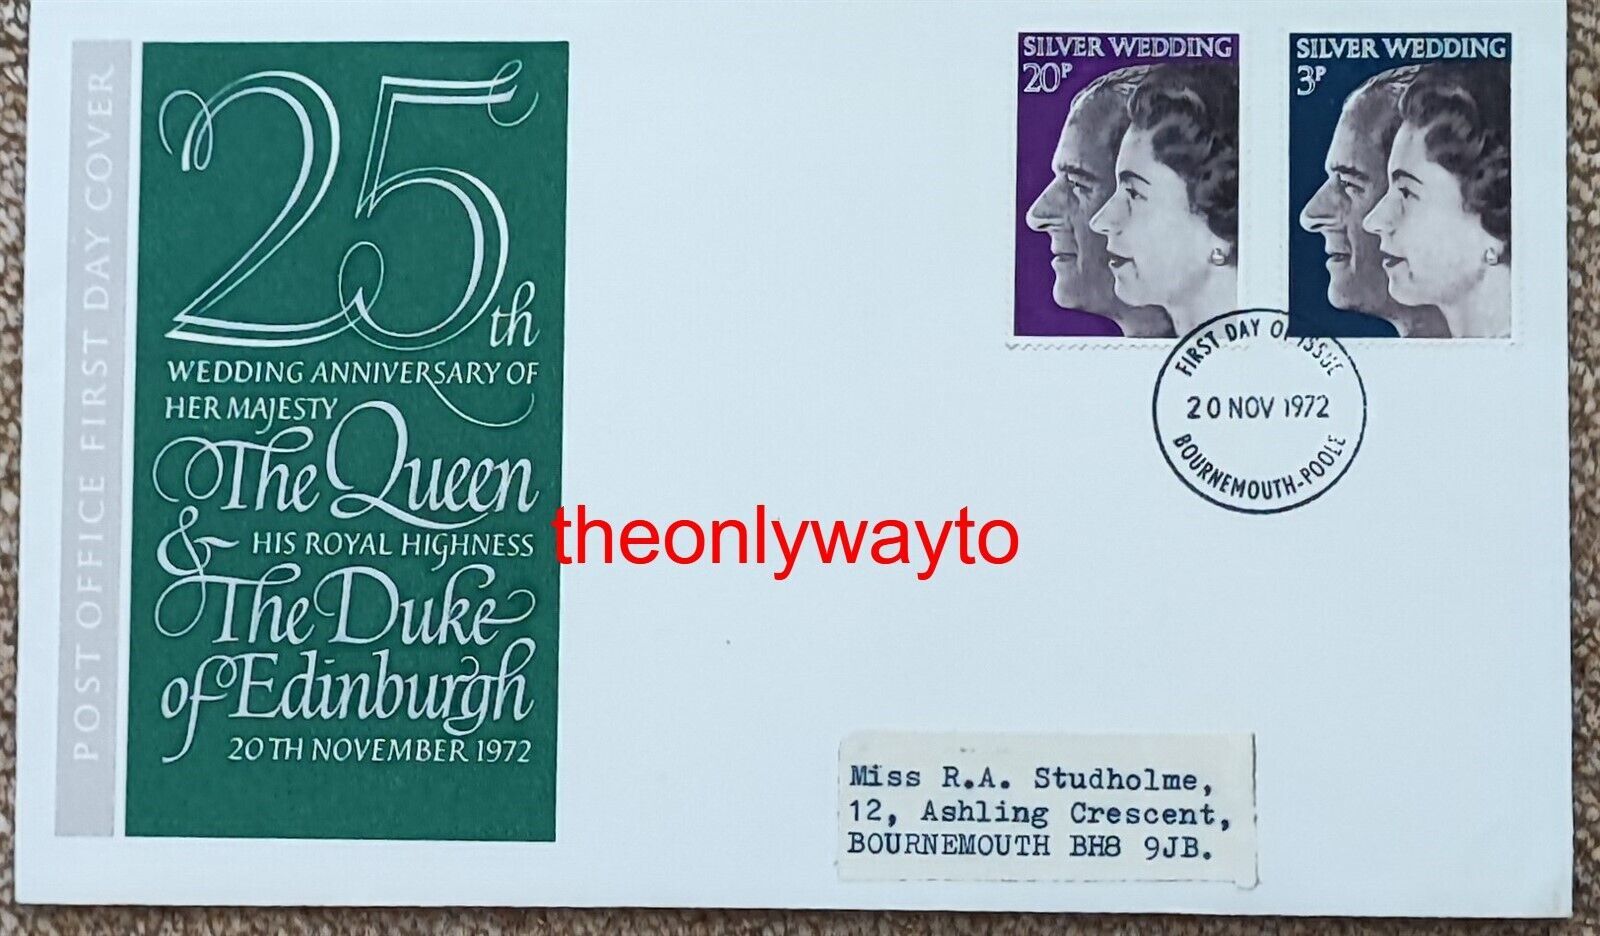 POST OFFICE FIRST DAY COVER
25th
WEDDING ANNIVERSARY OF
HER MAJESTY
The Queen
& HIS ROYAL HIGHNESS
The Duke
of Edinburgh
20TH NOVEMBER 1972
SILVER WEDDING
20P
SILVER WEDDING
3P
FIRST DAY OF ISSUE
20 NOV 1972
BOURNEMOUTH-POOLE
theonlywayto
Miss R.A. Studholme,
12, Ashling Crescent,
BOURNEMOUTH BH8 9JB.